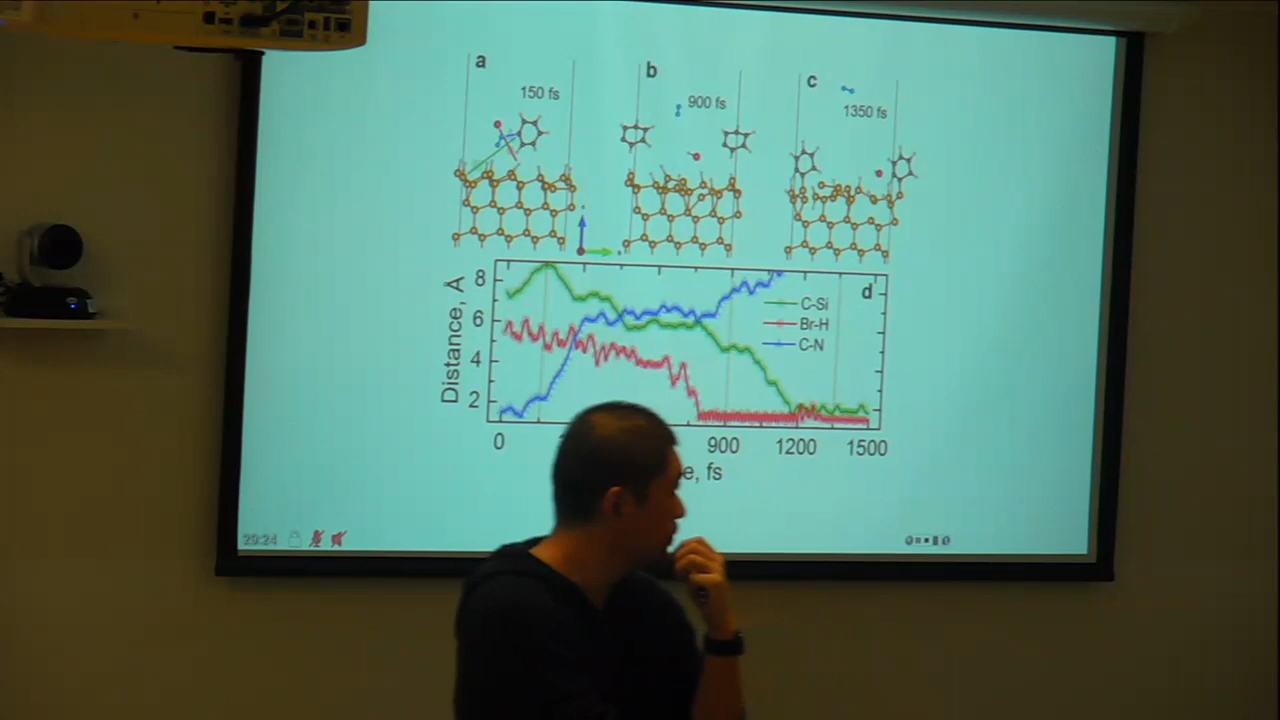 a
150 fs
b
900 fs
c
1350 fs
Distance, Å
8
6
4
2
d
C-Si
Br-H
C-N
0
900
1200
1500
e, fs
20:24